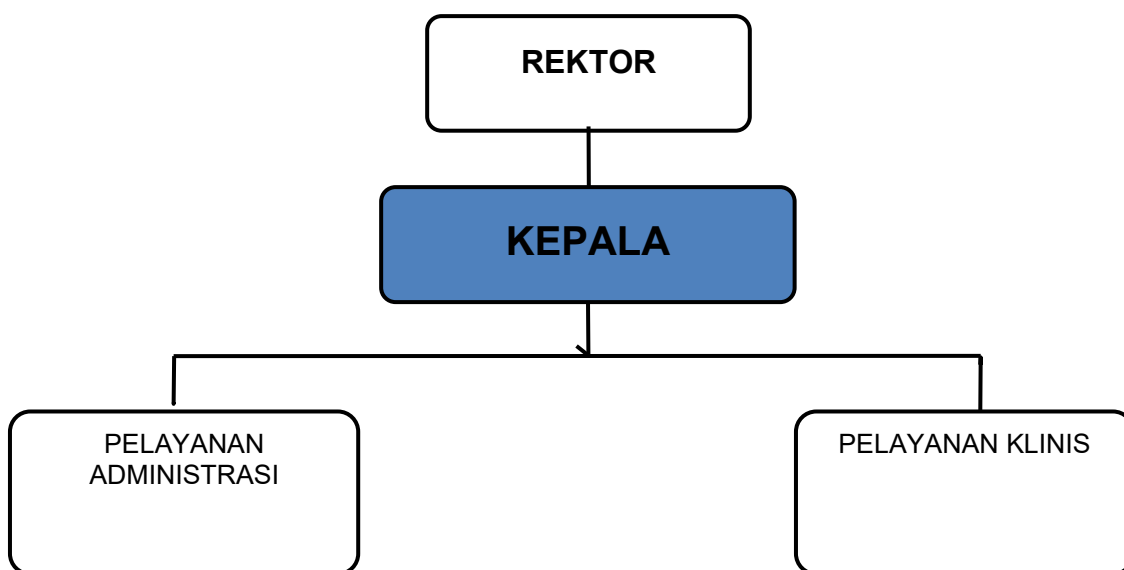 REKTOR
KEPALA
PELAYANAN
ADMINISTRASI
PELAYANAN KLINIS